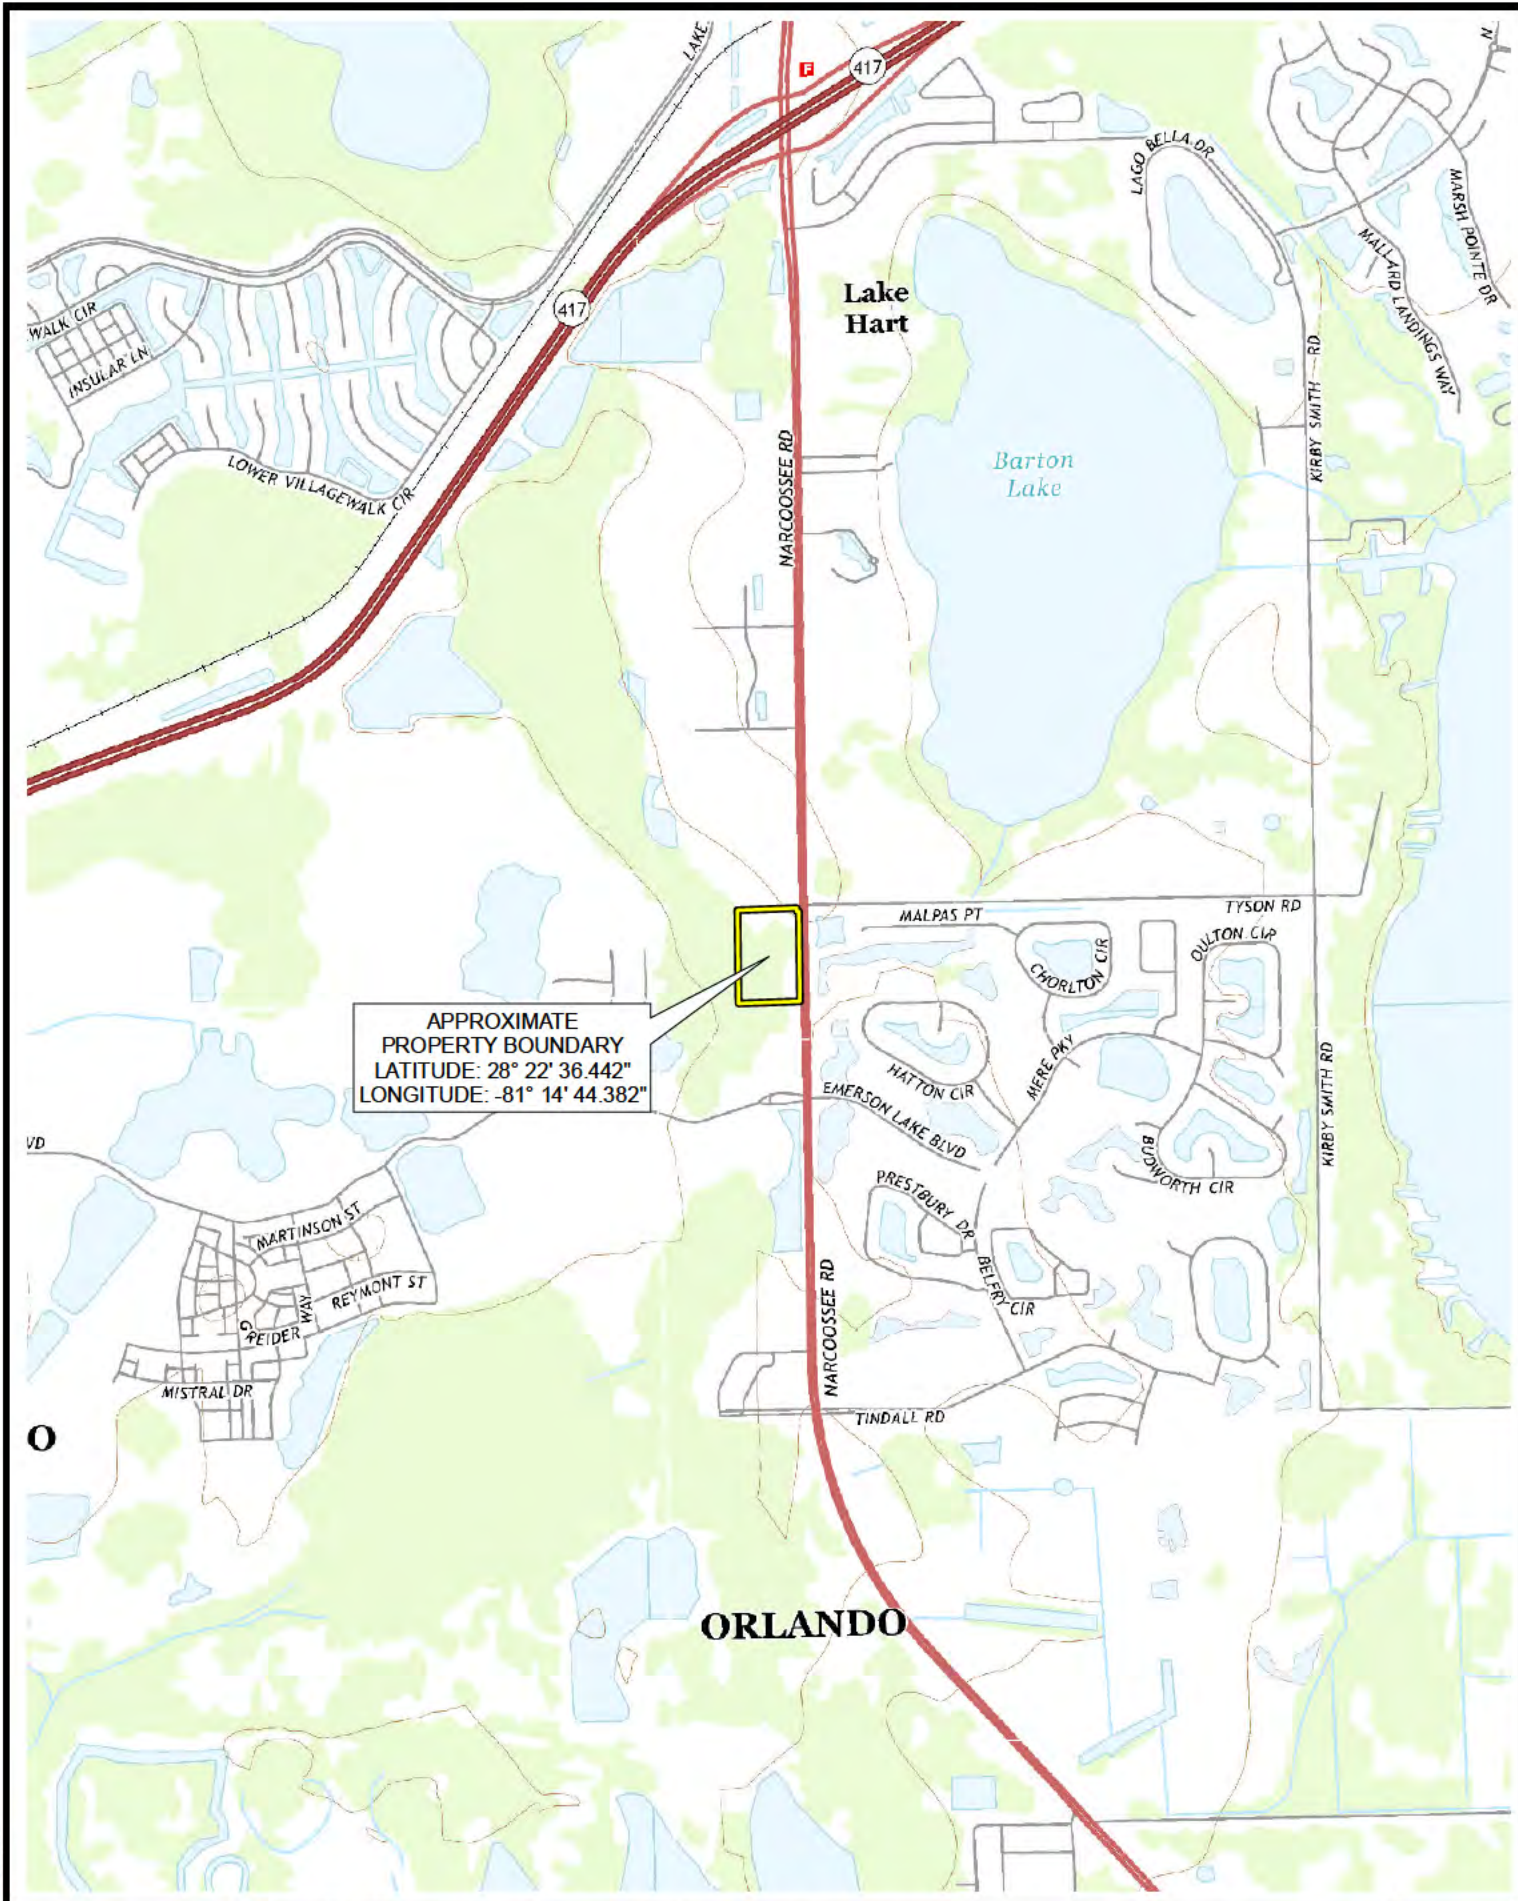 LAKE
F
417
N
LAGO BELLA DR
MARSH POINTE DR
MALLARD LANDINGS WAY
Lake
Hart
417
WALK CIR
INSULAR LN
KIRBY SMITH RD
NARCOOSSEE RD
Barton
Lake
LOWER VILLAGEWALK CIR
MALPAS PT
TYSON RD
OULTON CIR
CHORLTON CIR
APPROXIMATE
PROPERTY BOUNDARY
LATITUDE: 28° 22' 36.442"
LONGITUDE: -81° 14' 44.382"
HATTON CIR
MERE PKY
KIRBY SMITH RD
EMERSON LAKE BLVD
VD
BUDWORTH CIR
PRESTBURY DR
MARTINSON ST
BELFRY CIR
REYMONT ST
GREIDER WAY
NARCOOSSEE RD
MISTRAL DR
TINDALL RD
O
ORLANDO